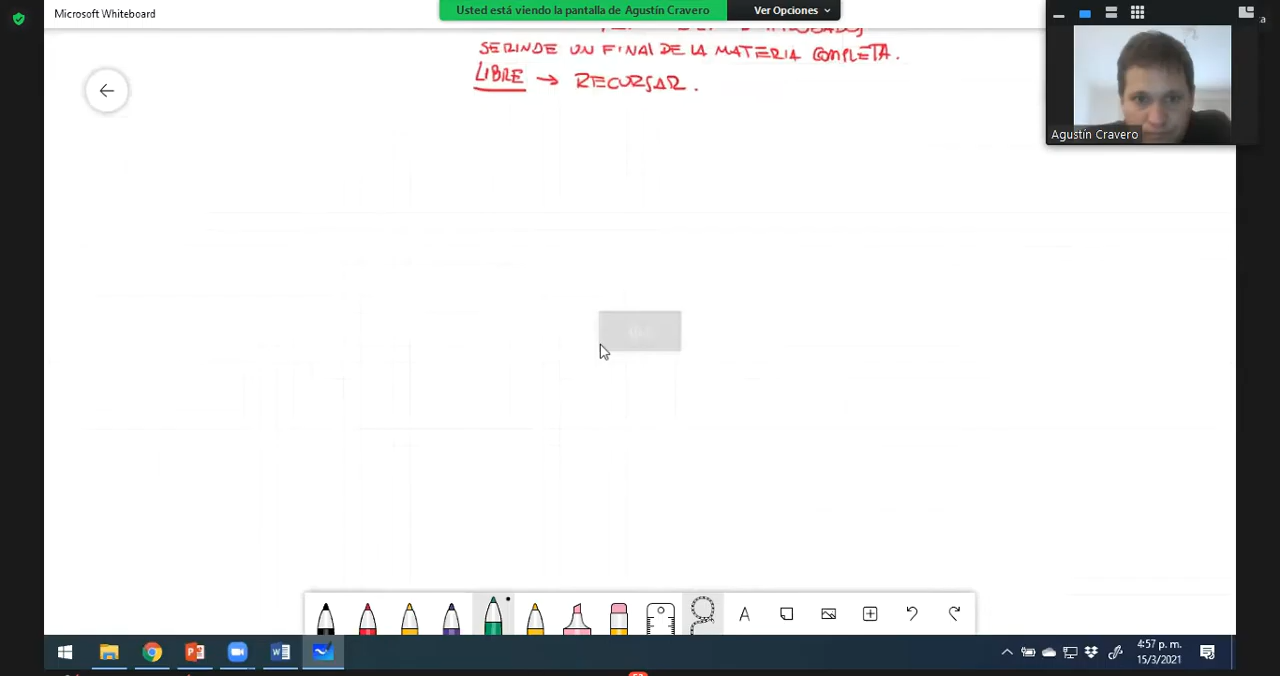 Microsoft Whiteboard
Usted está viendo la pantalla de Agustín Cravero
Ver Opciones
SE RINDE UN FINAL DE LA MATERIA COMPLETA.
LIBRE → RECURSAR.
Agustín Cravero
A
4:57 p. m.
15/3/2021